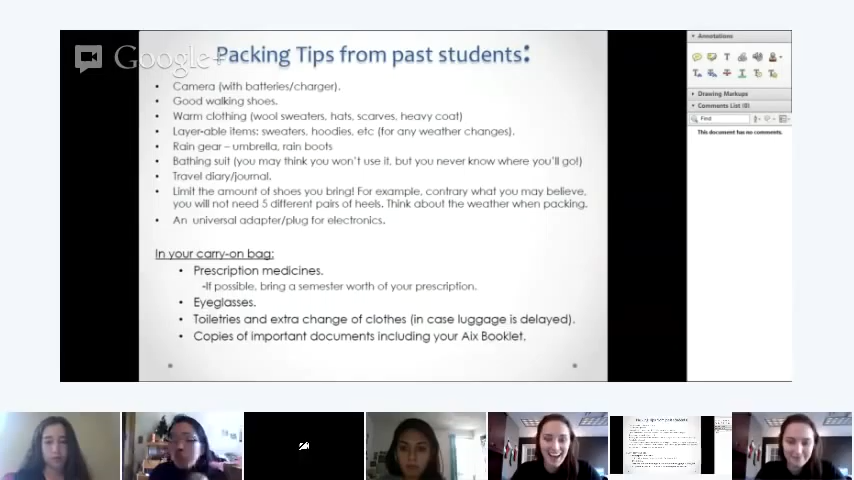 Google+
Packing Tips from past students:
• Camera (with batteries/charger).
• Good walking shoes.
• Warm clothing (wool sweaters, hats, scarves, heavy coat)
• Layer-able items: sweaters, hoodies, etc (for any weather changes).
• Rain gear – umbrella, rain boots
• Bathing suit (you may think you won't use it, but you never know where you'll go!)
• Travel diary/journal.
• Limit the amount of shoes you bring! For example, contrary what you may believe,
you will not need 5 different pairs of heels. Think about the weather when packing.
• An universal adapter/plug for electronics.
In your carry-on bag:
• Prescription medicines.
-If possible, bring a semester worth of your prescription.
• Eyeglasses.
• Toiletries and extra change of clothes (in case luggage is delayed).
• Copies of important documents including your Aix Booklet.
Annotations
Drawing Markups
Comments List (0)
Find
This document has no comments.
Packing Tips from past students: